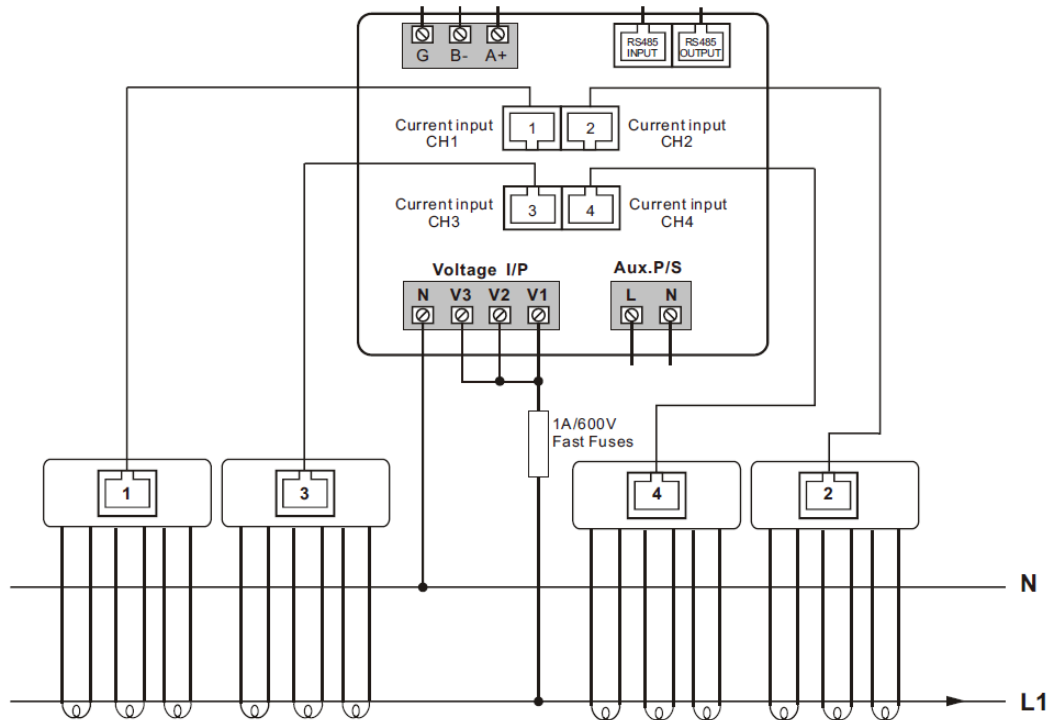 G B- A+
RS485
INPUT
RS485
OUTPUT
Current input
CH1
1
2
Current input
CH2
Current input
CH3
3
4
Current input
CH4
Voltage I/P
N V3 V2 V1
Aux.P/S
L N
1A/600V
Fast Fuses
1
3
4
2
N
L1